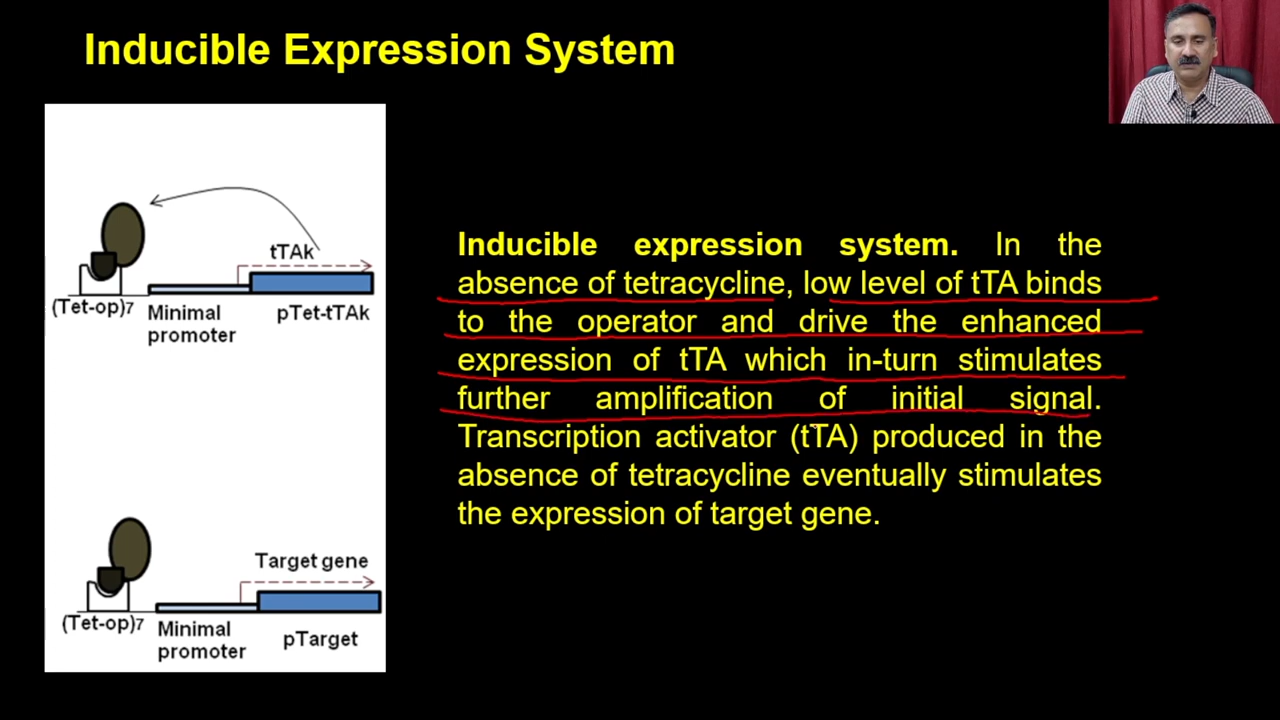 Inducible Expression System
tTAk
(Tet-op)7
Minimal
promoter
pTet-tTAk
Target gene
(Tet-op)7
Minimal
promoter
pTarget
Inducible expression system. In the
absence of tetracycline, low level of tTA binds
to the operator and drive the enhanced
expression of tTA which in-turn stimulates
further amplification of initial signal.
Transcription activator (tTA) produced in the
absence of tetracycline eventually stimulates
the expression of target gene.